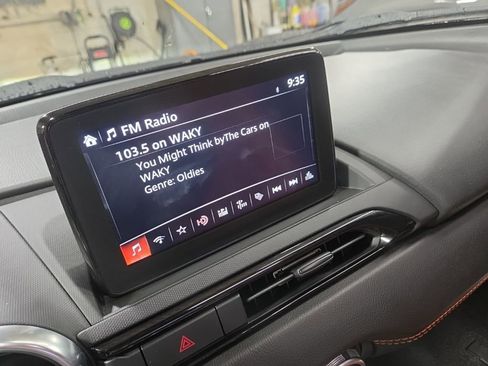 9:35
FM Radio
103.5 on WAKY
You Might Think byThe Cars on
WAKY
Genre: Oldies